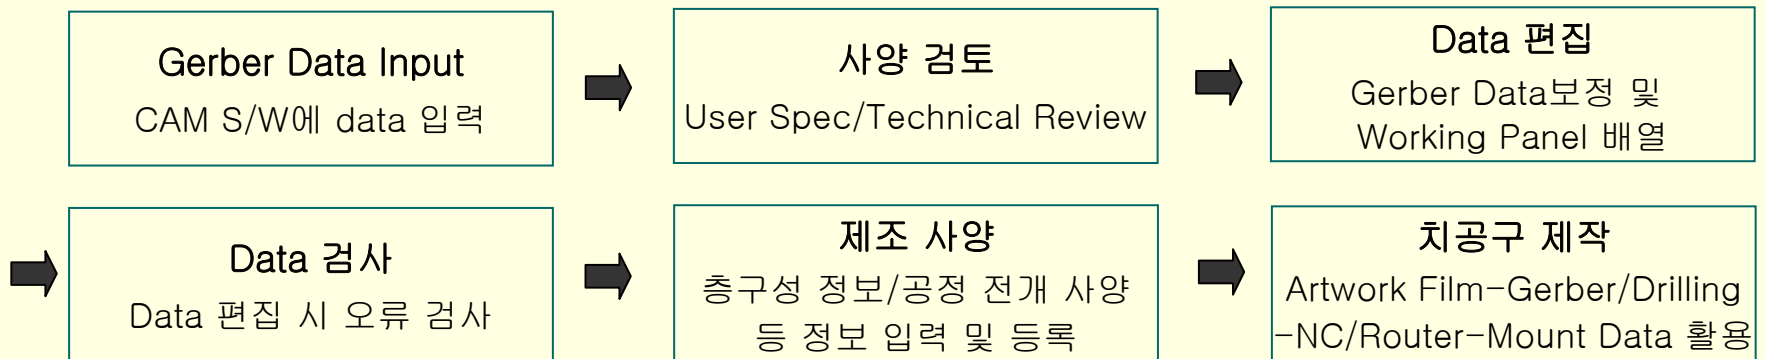 Gerber Data Input
CAM S/W에 data 입력
사양 검토
User Spec/Technical Review
Data 편집
Gerber Data보정 및
Working Panel 배열
Data 검사
Data 편집 시 오류 검사
제조 사양
층구성 정보/공정 전개 사양
등 정보 입력 및 등록
치공구 제작
Artwork Film-Gerber/Drilling
-NC/Router-Mount Data 활용